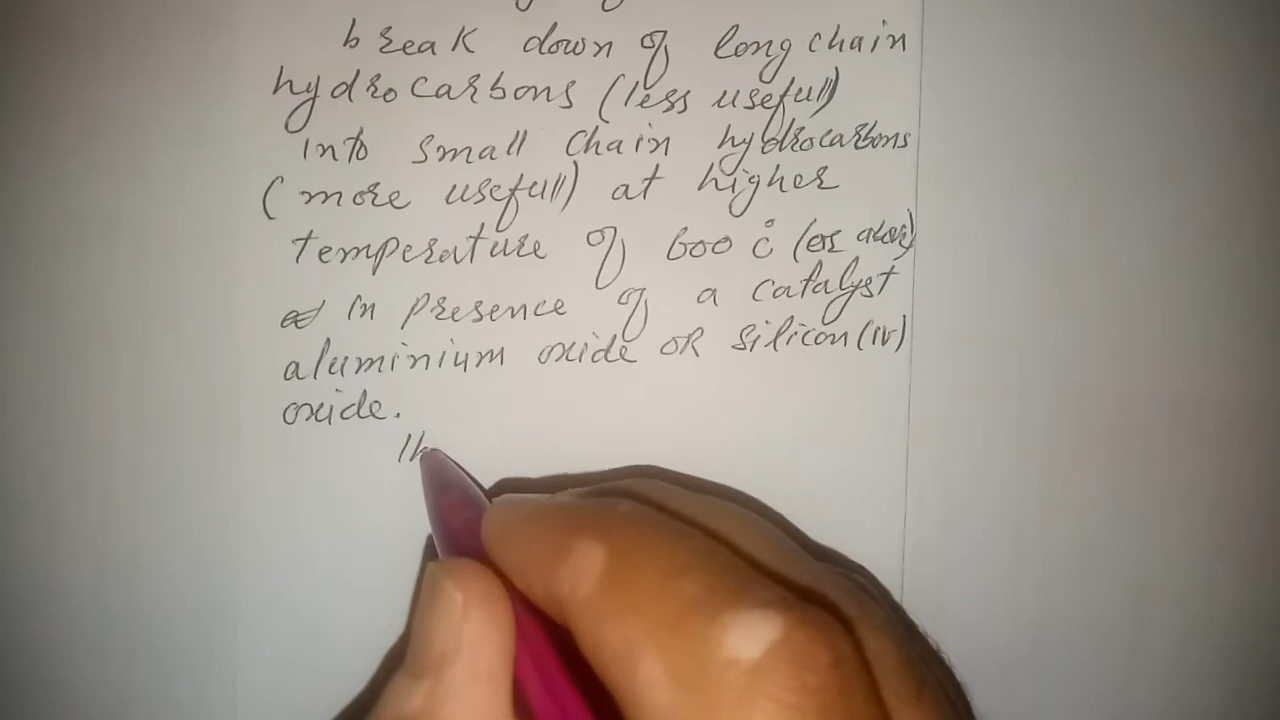 break down of long chain
hydrocarbons (less usefull)
into small chain hydrocarbons
(more usefull) at higher
temperature of 600 °C (or above)
in presence of a catalyst
aluminium oxide OR silicon(IV)
oxide.